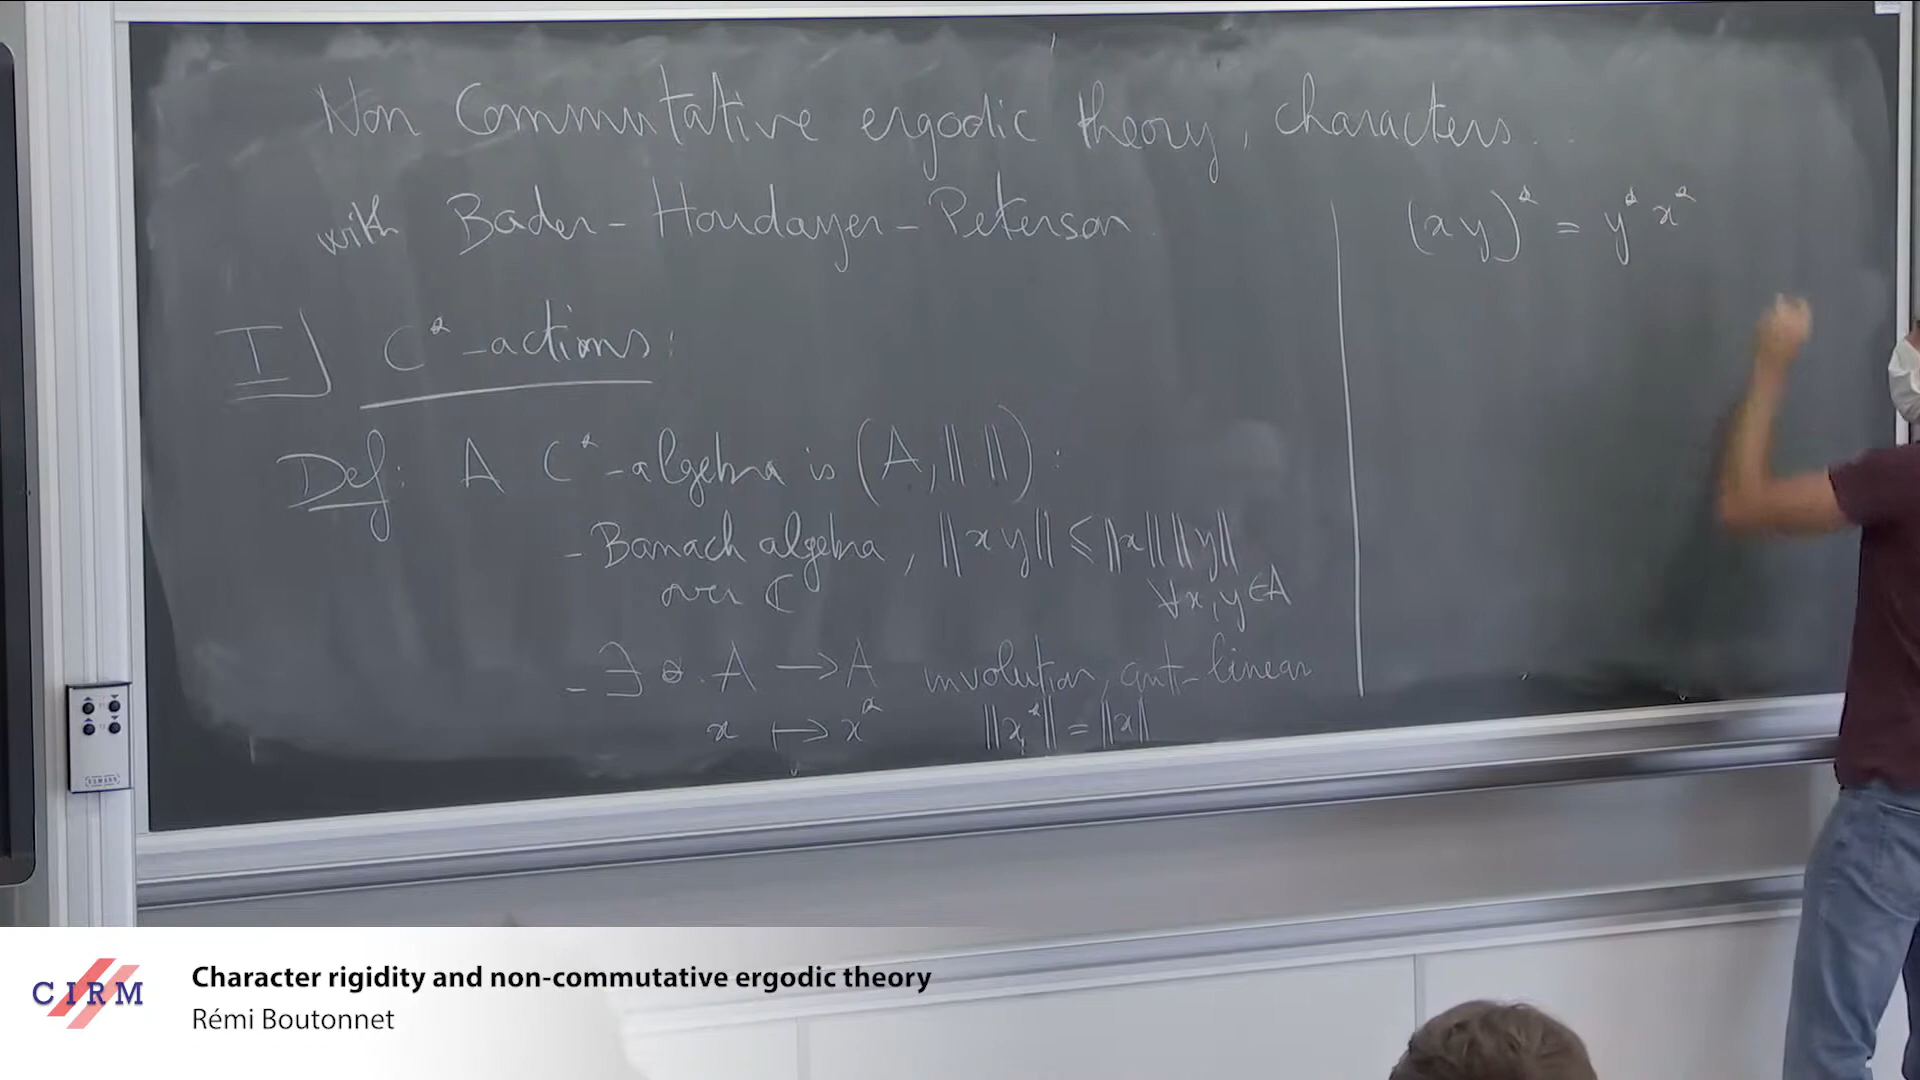 Non Commutative ergodic theory, characters...
with Bader - Houdayer - Peterson.
I] C*-actions:
Def: A C*-algebra is (A, ‖.‖) :
- Banach algebra, ‖xy‖ ≤ ‖x‖‖y‖
over ℂ ∀x,y∈A
- ∃ *: A → A involution, anti-linear
x ↦ x* ‖x*‖ = ‖x‖
(xy)* = y* x*
CIRM
Character rigidity and non-commutative ergodic theory
Rémi Boutonnet